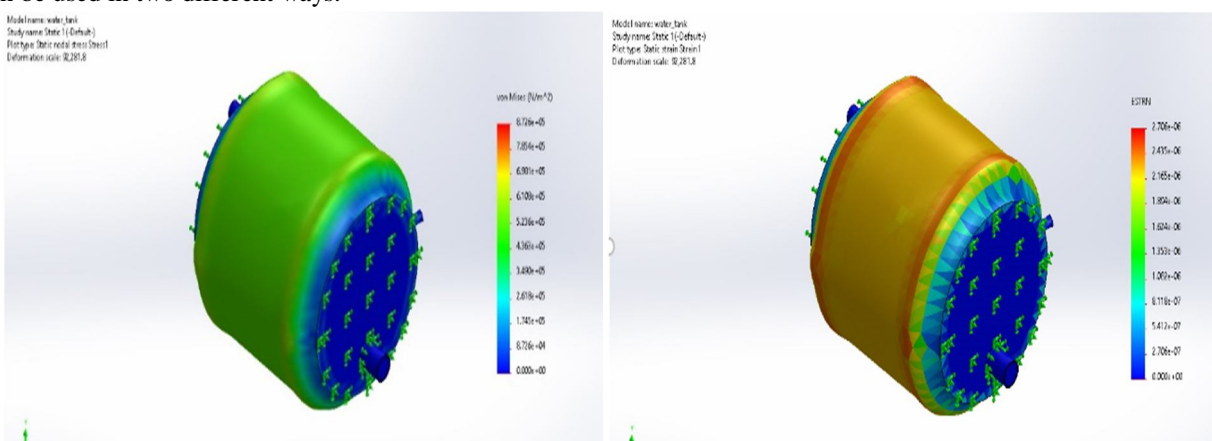 n be used in two different ways.
Model name: water_tank
Study name: Static 1(-Default-)
Plot type: Static nodal stress Stress1
Deformation scale: 92,281.8
von Mises (N/m^2)
8.726e+05
7.854e+05
6.981e+05
6.108e+05
5.236e+05
4.363e+05
3.490e+05
2.618e+05
1.745e+05
8.726e+04
0.000e+00
Model name: water_tank
Study name: Static 1(-Default-)
Plot type: Static strain Strain1
Deformation scale: 92,281.8
ESTRN
2.706e-06
2.435e-06
2.165e-06
1.894e-06
1.624e-06
1.353e-06
1.082e-06
8.118e-07
5.412e-07
2.706e-07
0.000e+00